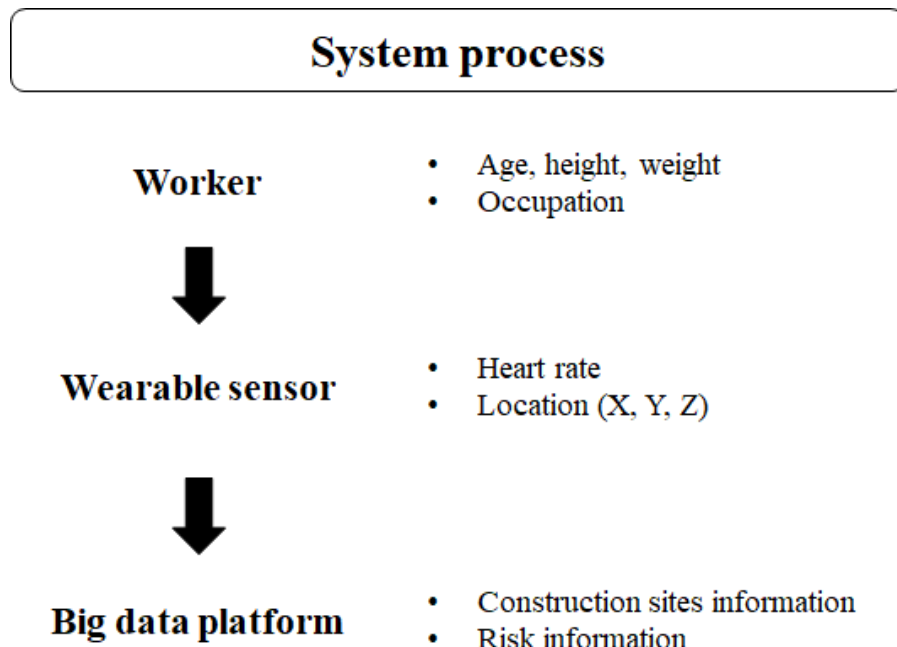 System process
Worker
• Age, height, weight
• Occupation
Wearable sensor
• Heart rate
• Location (X, Y, Z)
Big data platform
• Construction sites information
• Risk information